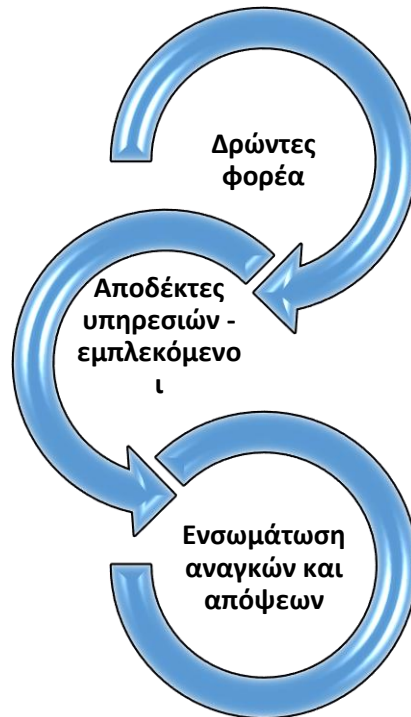 Δρώντες
φορέα
Αποδέκτες
υπηρεσιών -
εμπλεκόμενο
ι
Ενσωμάτωση
αναγκών και
απόψεων